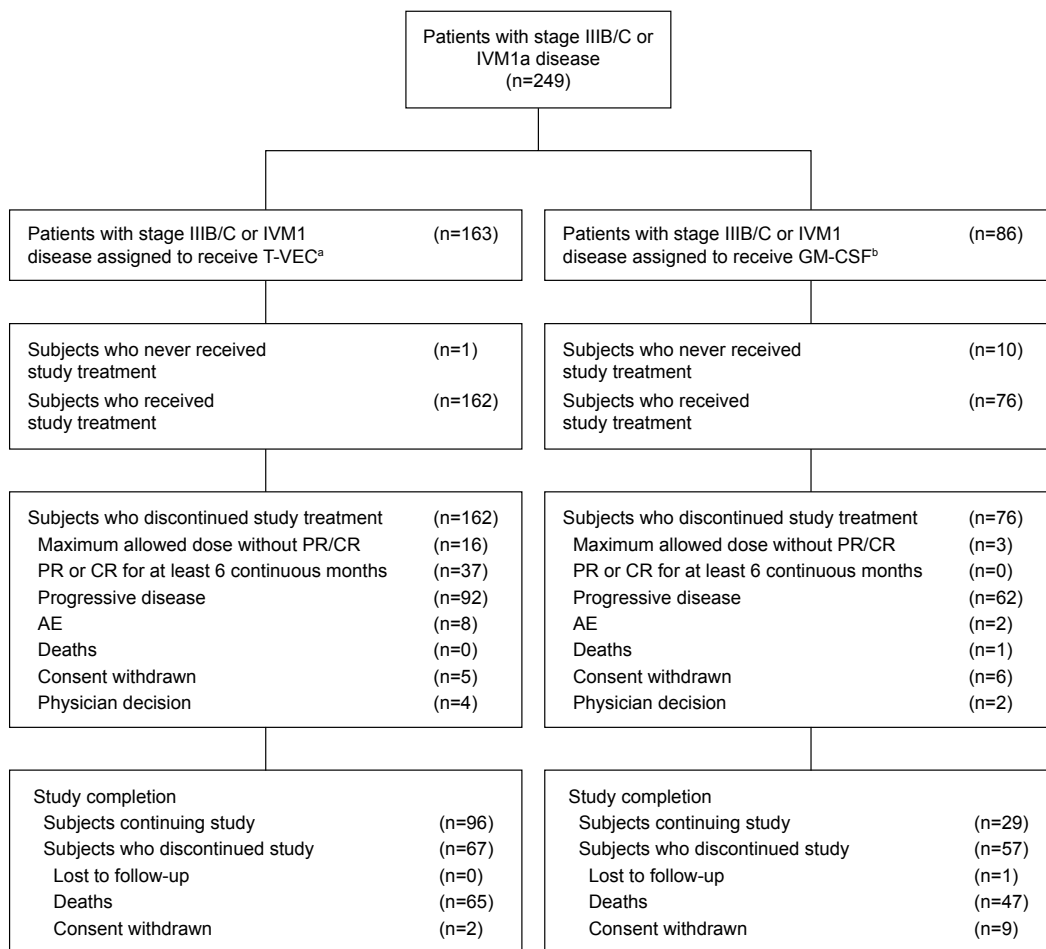 Patients with stage IIIB/C or
IVM1a disease
(n=249)
Patients with stage IIIB/C or IVM1 (n=163)
disease assigned to receive T-VECᵃ
Patients with stage IIIB/C or IVM1 (n=86)
disease assigned to receive GM-CSFᵇ
Subjects who never received (n=1)
study treatment
Subjects who received (n=162)
study treatment
Subjects who never received (n=10)
study treatment
Subjects who received (n=76)
study treatment
Subjects who discontinued study treatment (n=162)
Maximum allowed dose without PR/CR (n=16)
PR or CR for at least 6 continuous months (n=37)
Progressive disease (n=92)
AE (n=8)
Deaths (n=0)
Consent withdrawn (n=5)
Physician decision (n=4)
Subjects who discontinued study treatment (n=76)
Maximum allowed dose without PR/CR (n=3)
PR or CR for at least 6 continuous months (n=0)
Progressive disease (n=62)
AE (n=2)
Deaths (n=1)
Consent withdrawn (n=6)
Physician decision (n=2)
Study completion
Subjects continuing study (n=96)
Subjects who discontinued study (n=67)
Lost to follow-up (n=0)
Deaths (n=65)
Consent withdrawn (n=2)
Study completion
Subjects continuing study (n=29)
Subjects who discontinued study (n=57)
Lost to follow-up (n=1)
Deaths (n=47)
Consent withdrawn (n=9)